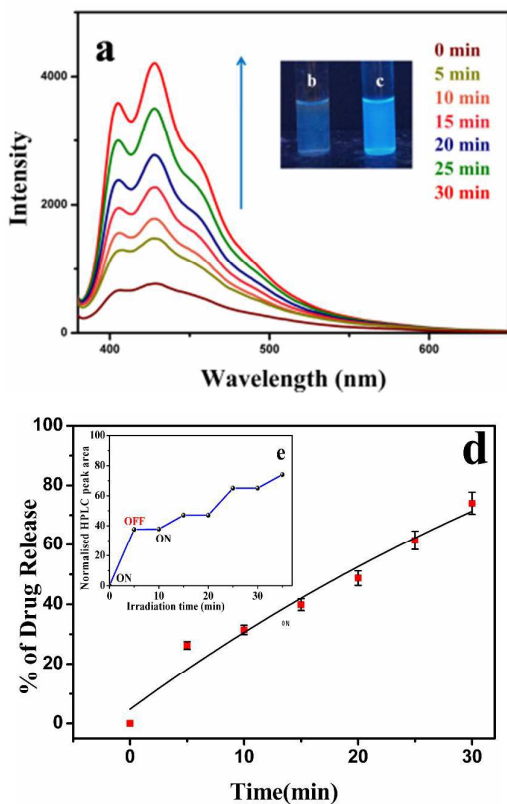 a
b c
0 min
5 min
10 min
15 min
20 min
25 min
30 min
Intensity
4000
2000
0
400 500 600
Wavelength (nm)
d
% of Drug Release
100
80
60
40
20
0
0 10 20 30
Time(min)
e
Normalised HPLC peak area
100
80
60
40
20
0
OFF
ON
ON
0 10 20 30
Irradiation time (min)
ON